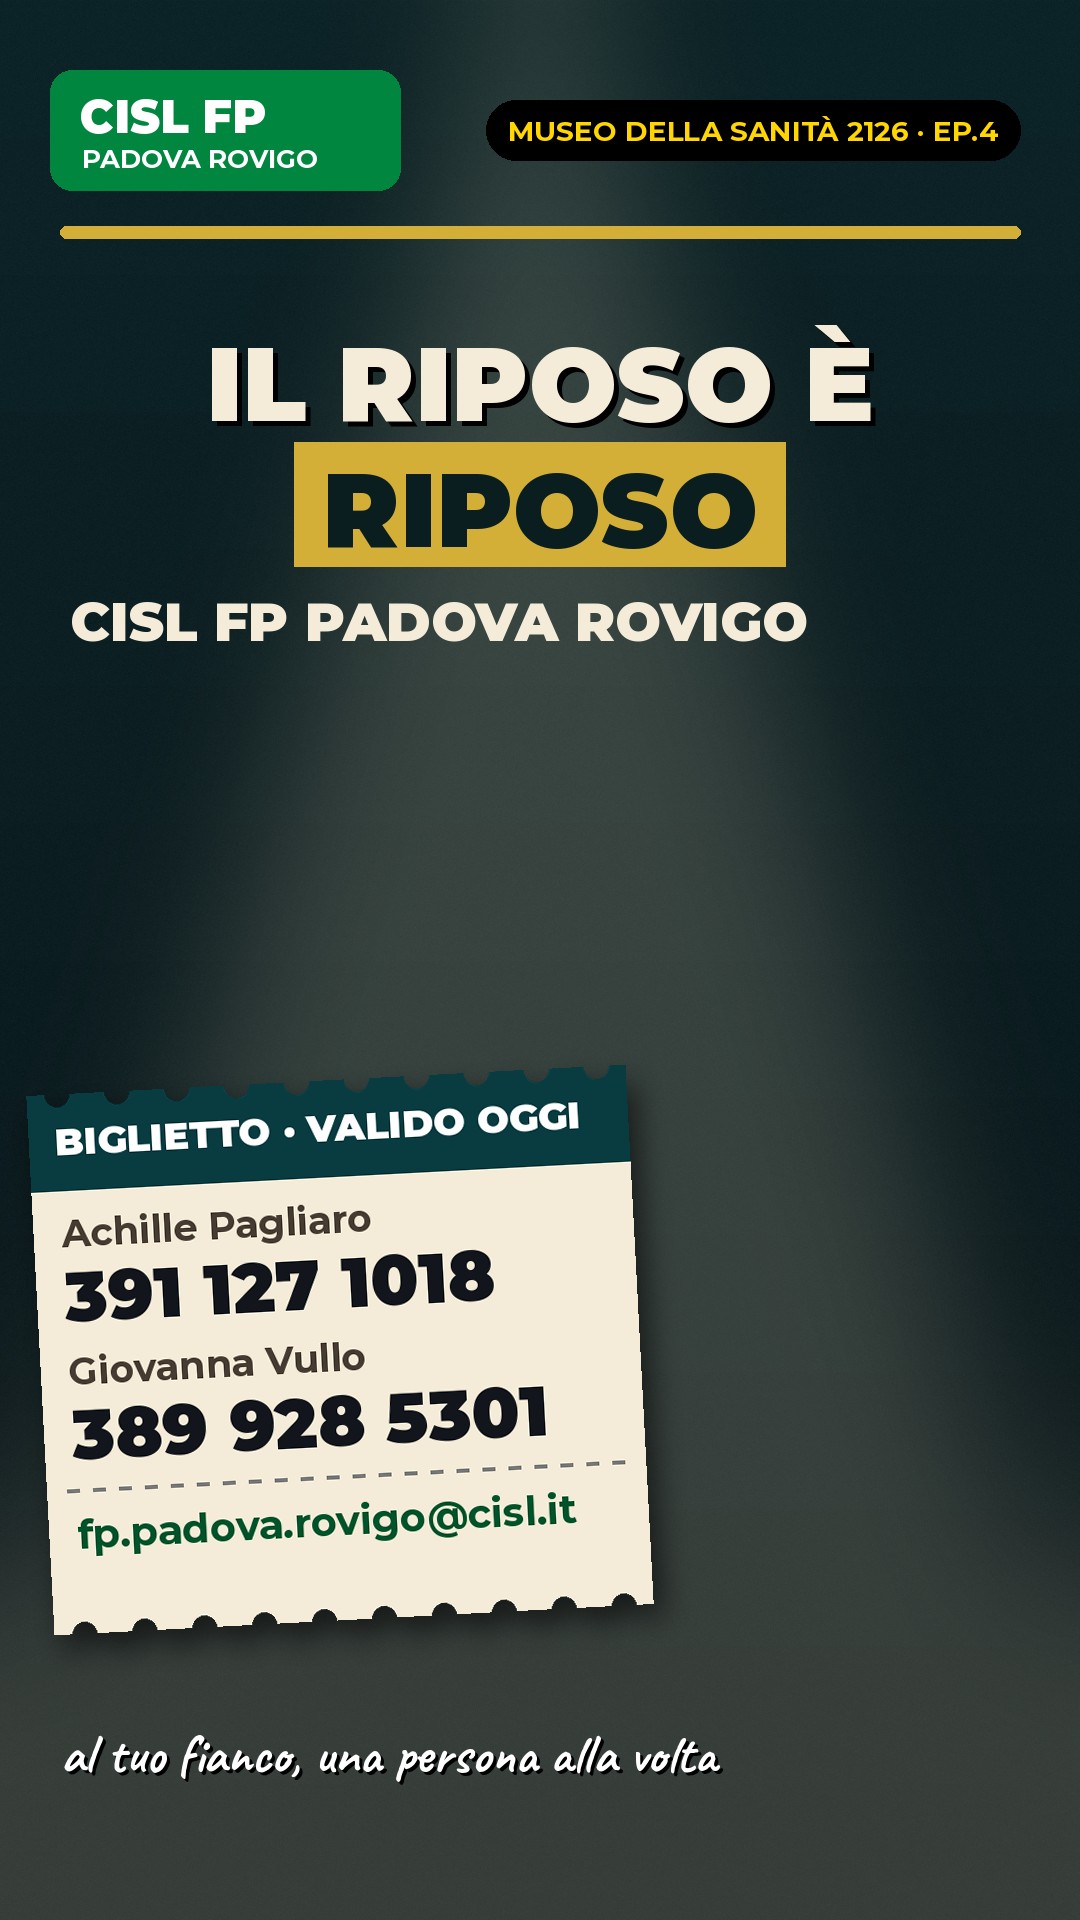 CISL FP
PADOVA ROVIGO
MUSEO DELLA SANITÀ 2126 · EP.4
IL RIPOSO È
RIPOSO
CISL FP PADOVA ROVIGO
BIGLIETTO · VALIDO OGGI
Achille Pagliaro
391 127 1018
Giovanna Vullo
389 928 5301
fp.padova.rovigo@cisl.it
al tuo fianco, una persona alla volta